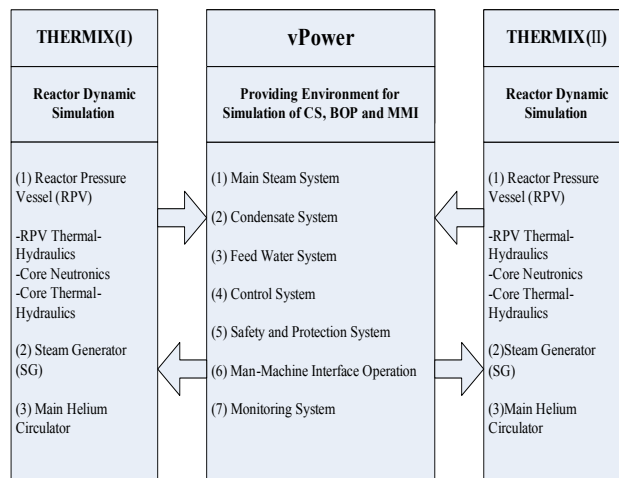 THERMIX(I)
Reactor Dynamic
Simulation
(1) Reactor Pressure
Vessel (RPV)
-RPV Thermal-
Hydraulics
-Core Neutronics
-Core Thermal-
Hydraulics
(2) Steam Generator
(SG)
(3) Main Helium
Circulator
vPower
Providing Environment for
Simulation of CS, BOP and MMI
(1) Main Steam System
(2) Condensate System
(3) Feed Water System
(4) Control System
(5) Safety and Protection System
(6) Man-Machine Interface Operation
(7) Monitoring System
THERMIX(II)
Reactor Dynamic
Simulation
(1) Reactor Pressure
Vessel (RPV)
-RPV Thermal-
Hydraulics
-Core Neutronics
-Core Thermal-
Hydraulics
(2)Steam Generator
(SG)
(3)Main Helium
Circulator